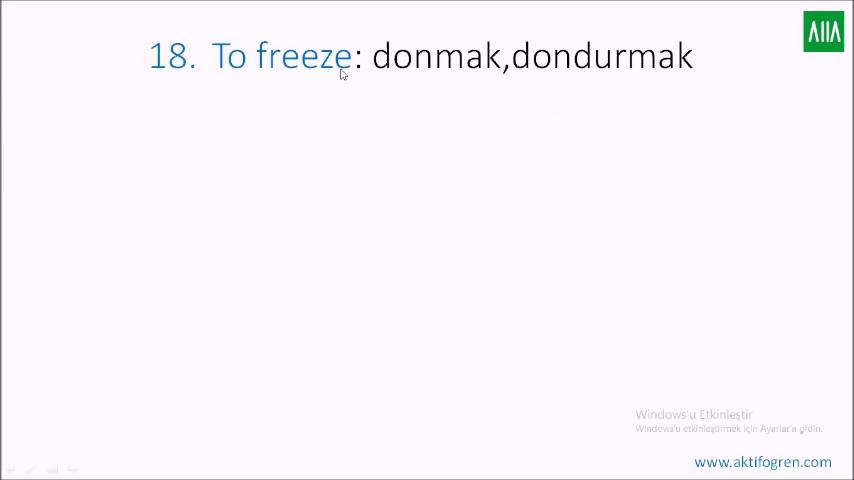 18. To freeze: donmak,dondurmak
Windows'u Etkinleştir
Windows'u etkinleştirmek için Ayarlar'a gidin.
www.aktifogren.com